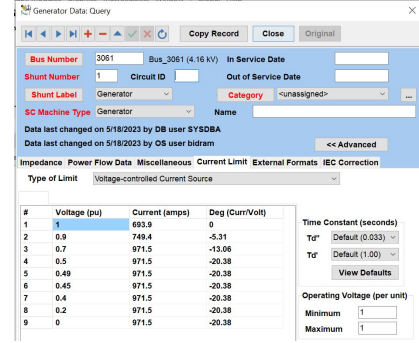 Generator Data: Query
Copy Record Close Original
Bus Number 3061 Bus_3061 (4.16 kV) In Service Date
Shunt Number 1 Circuit ID Out of Service Date
Shunt Label Generator Category <unassigned> ...
SC Machine Type Generator Name
Data last changed on 5/18/2023 by DB user SYSDBA
Data last changed on 5/18/2023 by OS user bidram << Advanced
Impedance Power Flow Data Miscellaneous Current Limit External Formats IEC Correction
Type of Limit Voltage-controlled Current Source
# Voltage (pu) Current (amps) Deg (Curr/Volt)
1 1 693.9 0
2 0.9 749.4 -5.31
3 0.7 971.5 -13.06
4 0.5 971.5 -20.38
5 0.49 971.5 -20.38
6 0.45 971.5 -20.38
7 0.4 971.5 -20.38
8 0.2 971.5 -20.38
9 0 971.5 -20.38
Time Constant (seconds)
Td" Default (0.033)
Td' Default (1.00)
View Defaults
Operating Voltage (per unit)
Minimum 1
Maximum 1